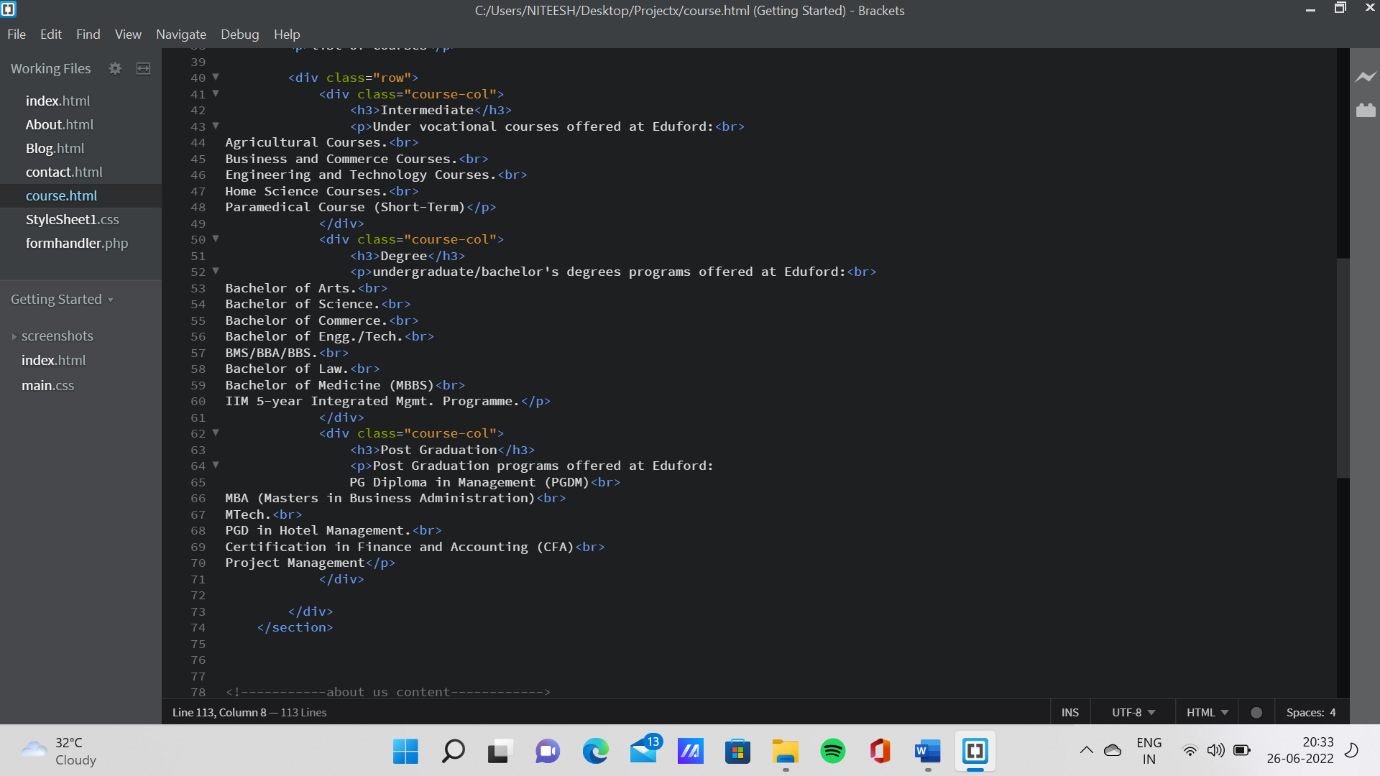 C:/Users/NITEESH/Desktop/Projectx/course.html (Getting Started) - Brackets
File Edit Find View Navigate Debug Help
Working Files
index.html
About.html
Blog.html
contact.html
course.html
StyleSheet1.css
formhandler.php
Getting Started
screenshots
index.html
main.css
39
40 <div class="row">
41 <div class="course-col">
42 <h3>Intermediate</h3>
43 <p>Under vocational courses offered at Eduford:<br>
44 Agricultural Courses.<br>
45 Business and Commerce Courses.<br>
46 Engineering and Technology Courses.<br>
47 Home Science Courses.<br>
48 Paramedical Course (Short-Term)</p>
49 </div>
50 <div class="course-col">
51 <h3>Degree</h3>
52 <p>undergraduate/bachelor's degrees programs offered at Eduford:<br>
53 Bachelor of Arts.<br>
54 Bachelor of Science.<br>
55 Bachelor of Commerce.<br>
56 Bachelor of Engg./Tech.<br>
57 BMS/BBA/BBS.<br>
58 Bachelor of Law.<br>
59 Bachelor of Medicine (MBBS)<br>
60 IIM 5-year Integrated Mgmt. Programme.</p>
61 </div>
62 <div class="course-col">
63 <h3>Post Graduation</h3>
64 <p>Post Graduation programs offered at Eduford:
65 PG Diploma in Management (PGDM)<br>
66 MBA (Masters in Business Administration)<br>
67 MTech.<br>
68 PGD in Hotel Management.<br>
69 Certification in Finance and Accounting (CFA)<br>
70 Project Management</p>
71 </div>
72
73 </div>
74 </section>
75
76
77
78 <!-----------about us content------------>
Line 113, Column 8 — 113 Lines
INS UTF-8 HTML Spaces: 4
32°C
Cloudy
13
ENG
IN
20:33
26-06-2022